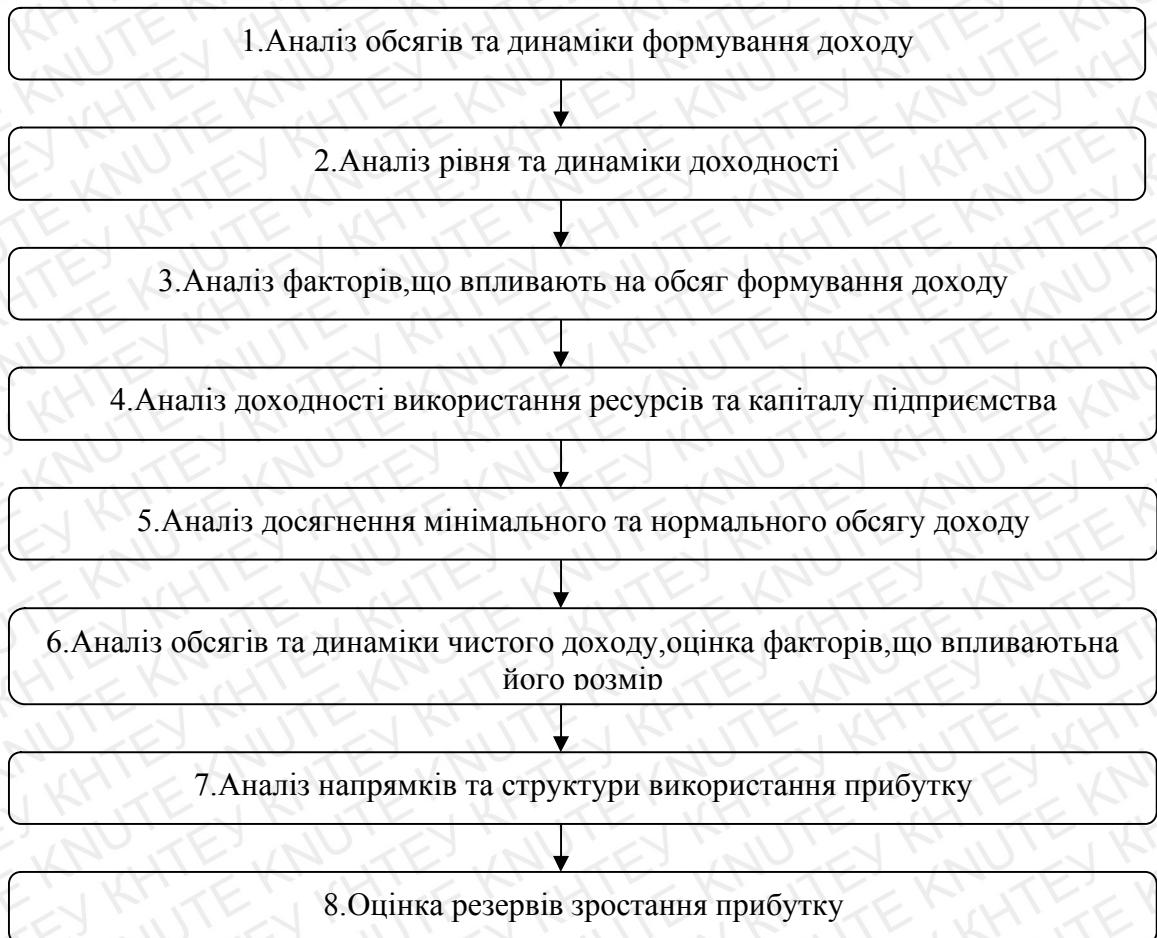 1.Аналіз обсягів та динаміки формування доходу
2.Аналіз рівня та динаміки доходності
3.Аналіз факторів,що впливають на обсяг формування доходу
4.Аналіз доходності використання ресурсів та капіталу підприємства
5.Аналіз досягнення мінімального та нормального обсягу доходу
6.Аналіз обсягів та динаміки чистого доходу,оцінка факторів,що впливаютьна
його розмір
7.Аналіз напрямків та структури використання прибутку
8.Оцінка резервів зростання прибутку